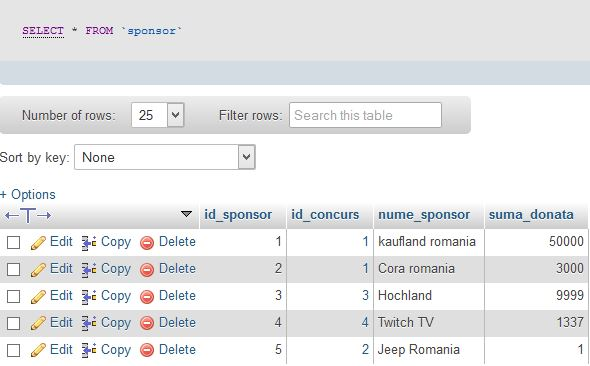 SELECT * FROM `sponsor`
Number of rows: 25 Filter rows: Search this table
Sort by key: None
+ Options
id_sponsor id_concurs nume_sponsor suma_donata
Edit Copy Delete 1 1 kaufland romania 50000
Edit Copy Delete 2 1 Cora romania 3000
Edit Copy Delete 3 3 Hochland 9999
Edit Copy Delete 4 4 Twitch TV 1337
Edit Copy Delete 5 2 Jeep Romania 1